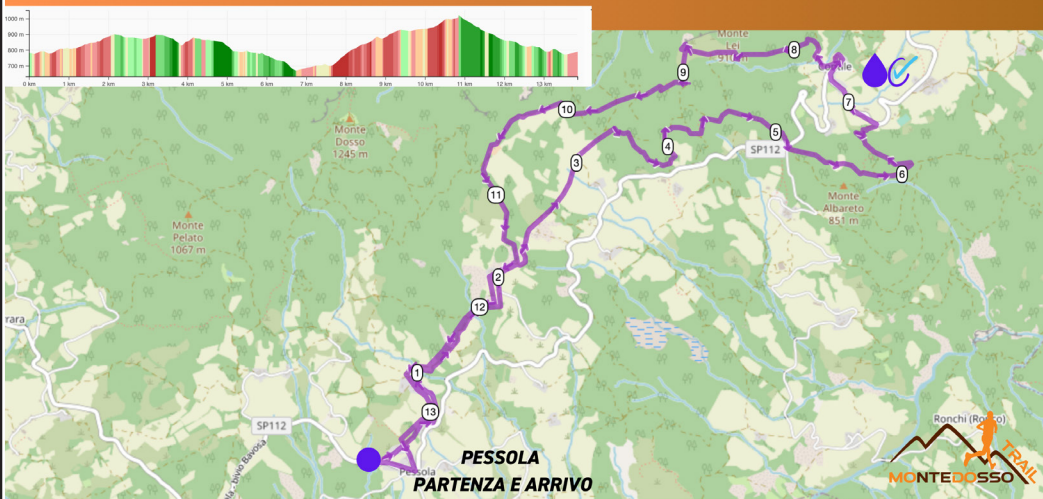 1000 m
900 m
800 m
700 m
0 km
1 km
2 km
3 km
4 km
5 km
6 km
7 km
8 km
9 km
10 km
11 km
12 km
13 km
Monte
Lei
910 m
8
9
7
10
Monte
Dosso
1245 m
5
4
SP112
3
6
11
Monte
Albareto
851 m
Monte
Pelato
1067 m
2
12
rara
1
13
SP112
Ronchi (Rocco)
bivio Bavosa
Pessola
PESSOLA
PARTENZA E ARRIVO
MONTEDOSSO
TRAIL